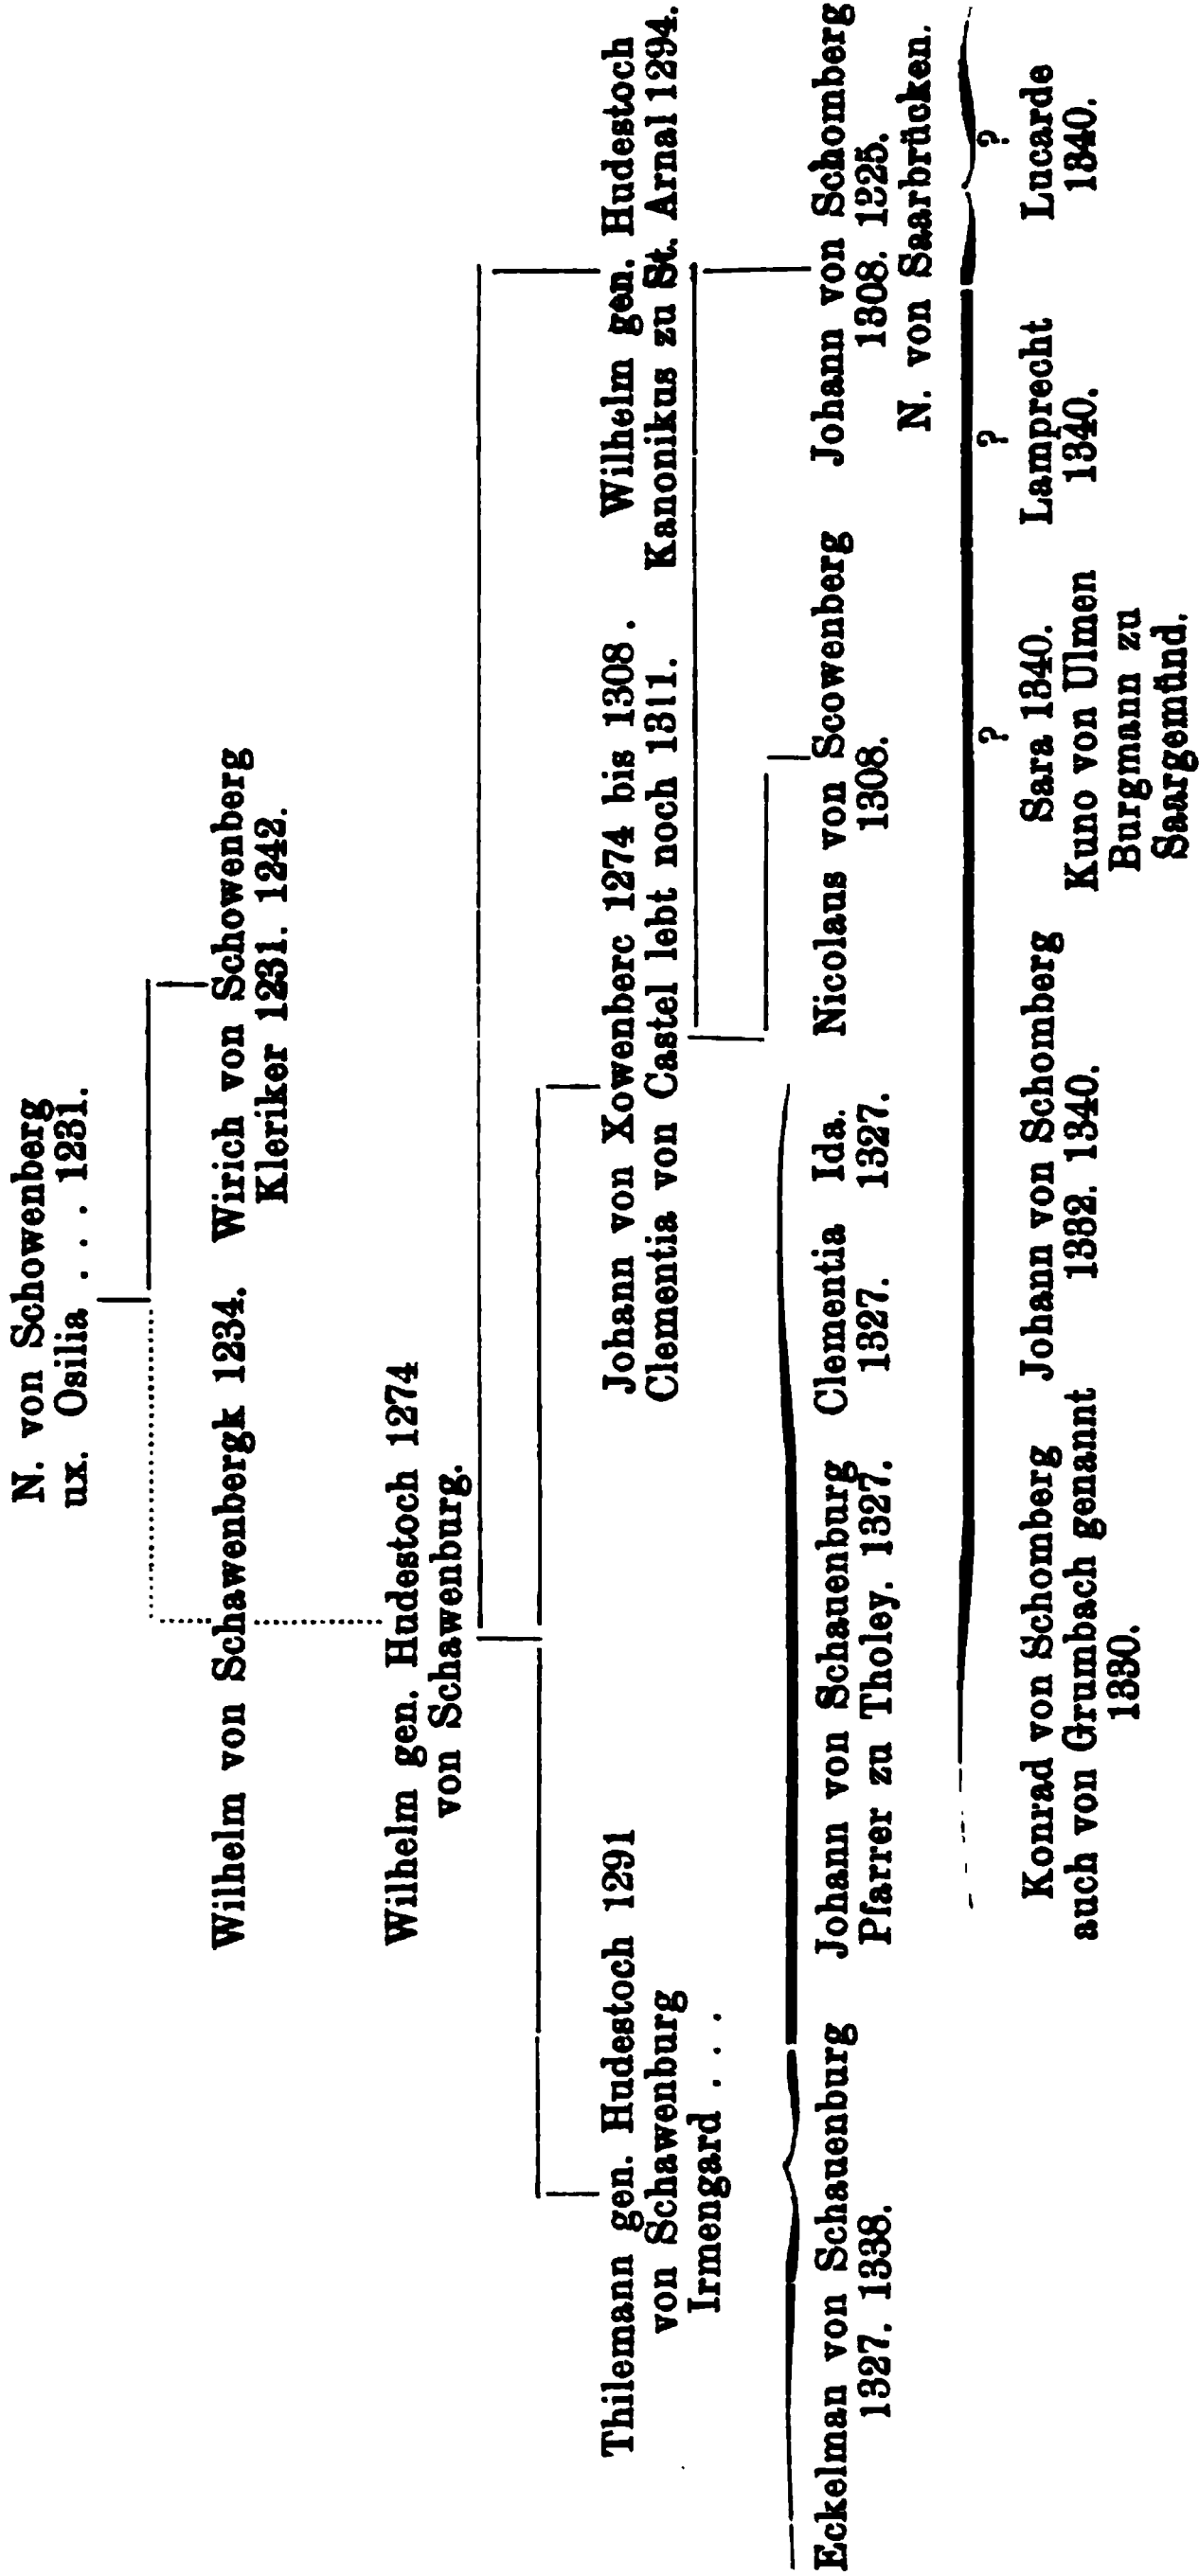 N. von Schowenberg
ux. Osilia . . . 1231.
Wilhelm von Schawenbergk 1234.
Wirich von Schowenberg
Kleriker 1231. 1242.
Wilhelm gen. Hudestoch 1274
von Schawenburg.
Thilemann gen. Hudestoch 1291
von Schawenburg
Irmengard . . . .
Johann von Xowenberc 1274 bis 1308.
Clementia von Castel lebt noch 1311.
Wilhelm gen. Hudestoch
Kanonikus zu St. Arnal 1294.
Eckelman von Schauenburg
1327. 1338.
Johann von Schauenburg
Pfarrer zu Tholey. 1327.
Clementia
1327.
Ida.
1327.
Nicolaus von Scowenberg
1308.
Johann von Schomberg
1308. 1225.
N. von Saarbrücken.
Konrad von Schomberg
auch von Grumbach genannt
1330.
Johann von Schomberg
1332. 1340.
?
Sara 1340.
Kuno von Ulmen
Burgmann zu
Saargemünd.
?
Lamprecht
1340.
?
Lucarde
1340.